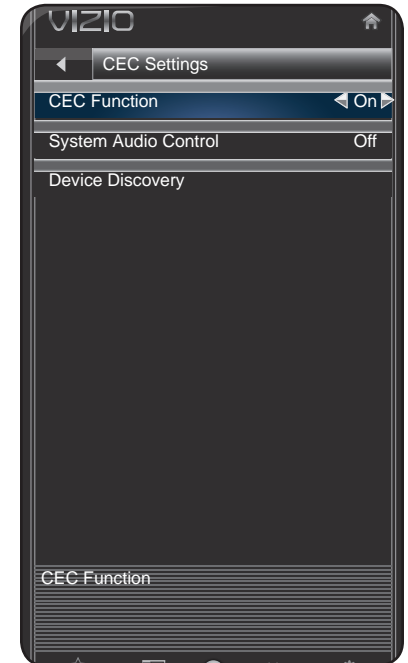 VIZIO
CEC Settings
CEC Function On
System Audio Control Off
Device Discovery
CEC Function